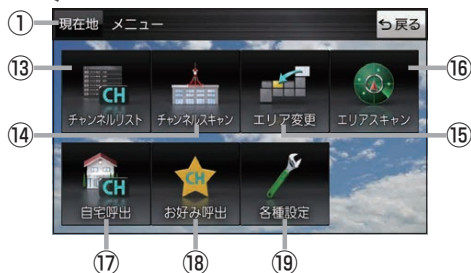 ① 現在地 メニュー 戻る
⑬ ⑯
CH CH
チャンネルリスト チャンネルスキャン エリア変更 エリアスキャン
⑭ ⑮
CH CH
自宅呼出 お好み呼出 各種設定
⑰ ⑱ ⑲